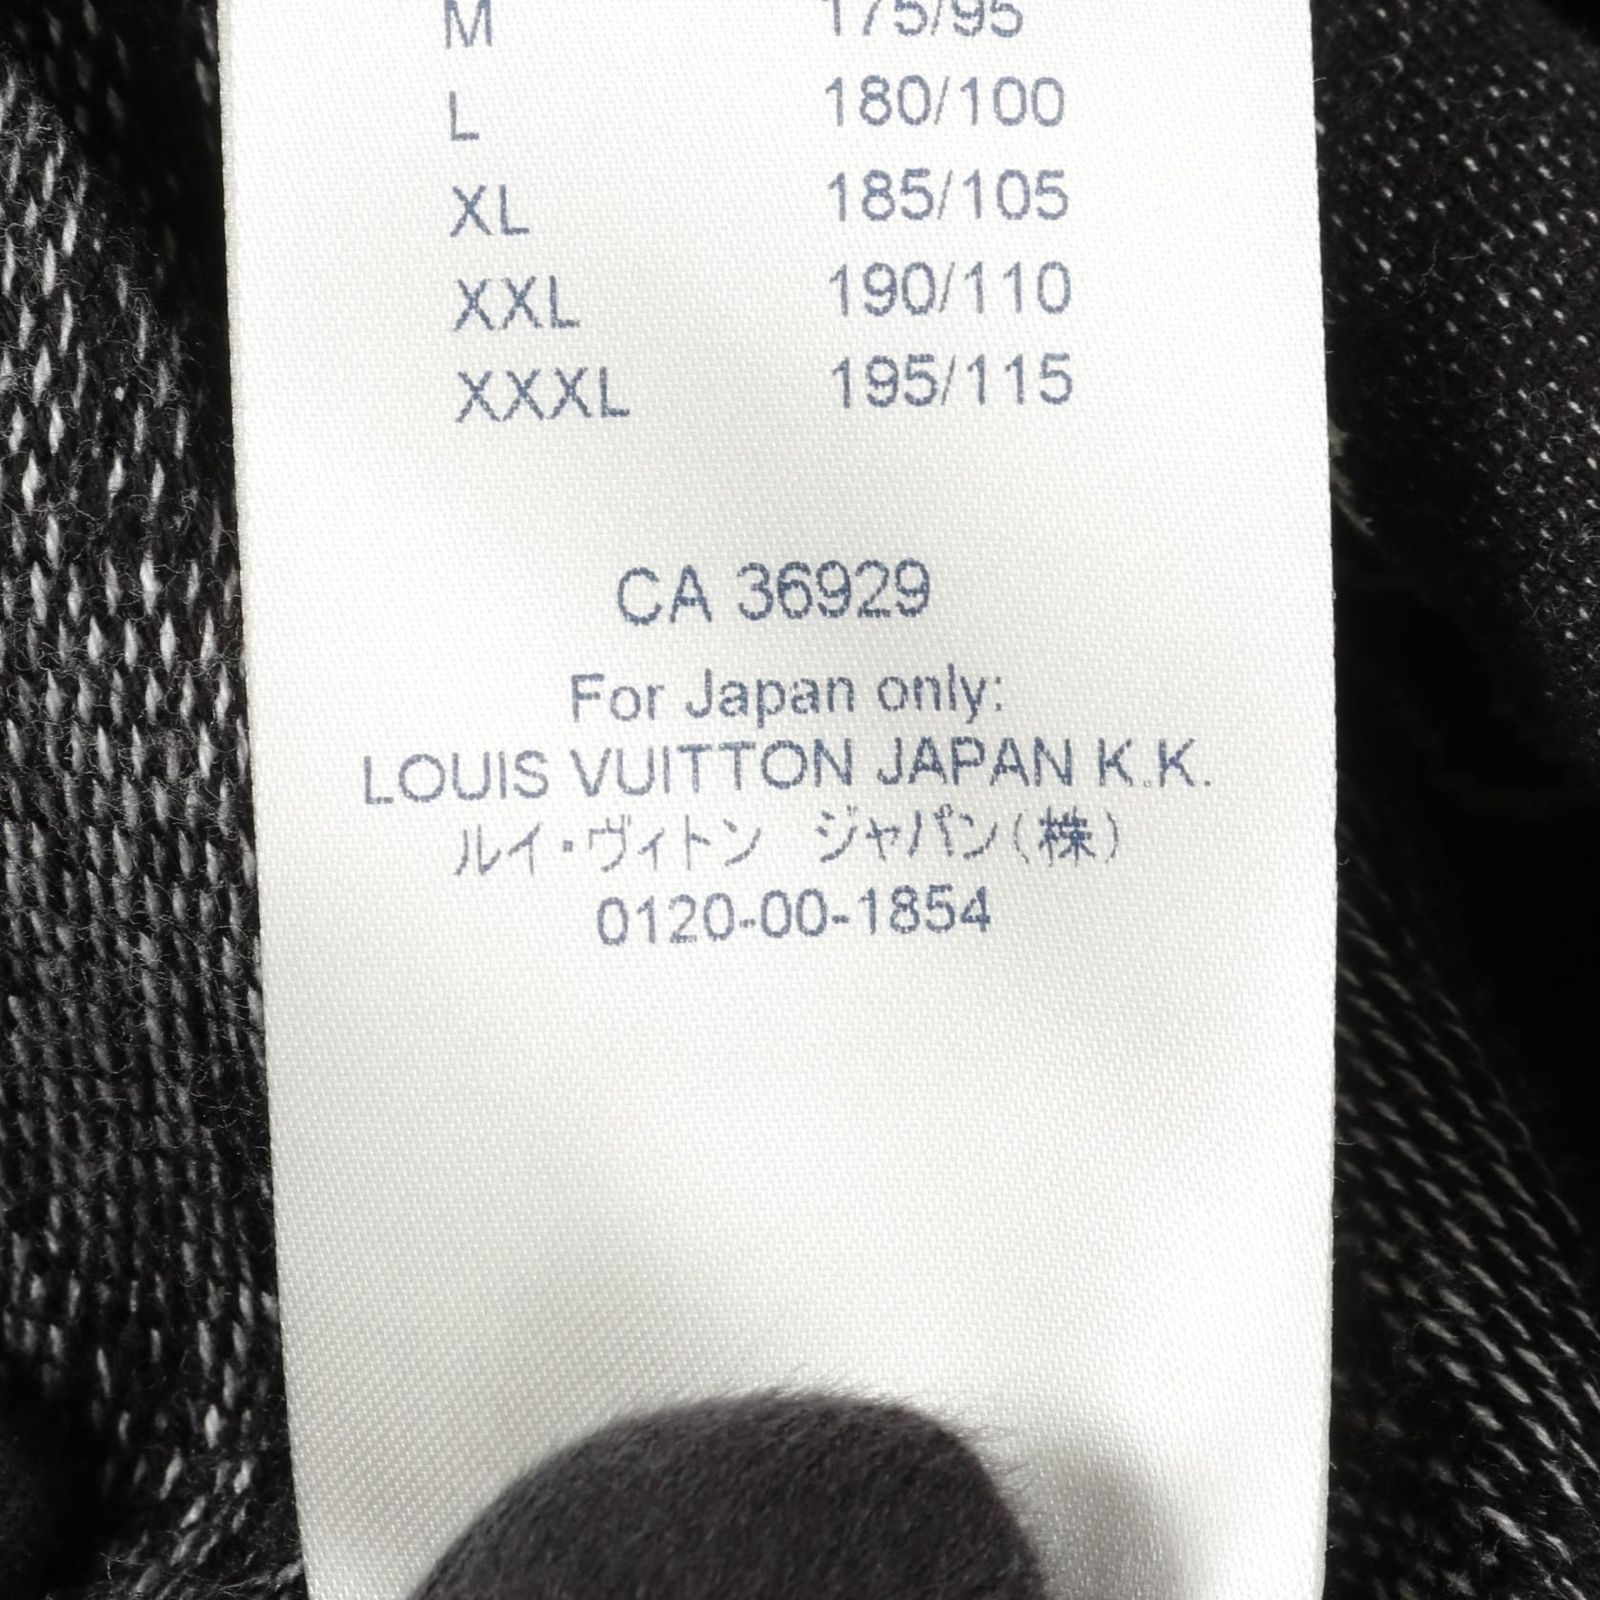 M 175/95
L 180/100
XL 185/105
XXL 190/110
XXXL 195/115
CA 36929
For Japan only:
LOUIS VUITTON JAPAN K.K.
ルイ・ヴィトン ジャパン(株)
0120-00-1854